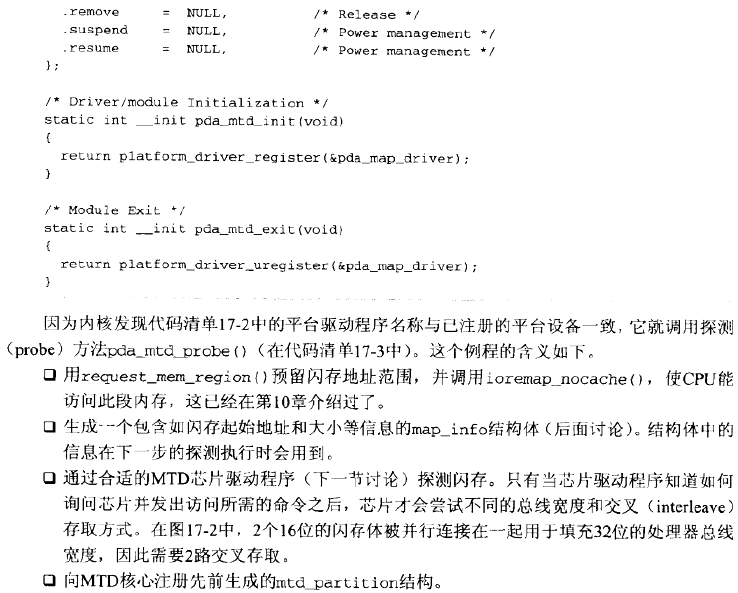 .remove     =  NULL,          /* Release */
.suspend    =  NULL,          /* Power management */
.resume     =  NULL,          /* Power management */
};
/* Driver/module Initialization */
static int __init pda_mtd_init(void)
{
return platform_driver_register(&pda_map_driver);
}
/* Module Exit */
static int __init pda_mtd_exit(void)
{
return platform_driver_uregister(&pda_map_driver);
}
因为内核发现代码清单17-2中的平台驱动程序名称与已注册的平台设备一致，它就调用探测
（probe）方法pda_mtd_probe()（在代码清单17-3中）。这个例程的含义如下。
❑ 用request_mem_region()预留闪存地址范围，并调用ioremap_nocache()，使CPU能
访问此段内存，这已经在第10章介绍过了。
❑ 生成一个包含如闪存起始地址和大小等信息的map_info结构体（后面讨论）。结构体中的
信息在下一步的探测执行时会用到。
❑ 通过合适的MTD芯片驱动程序（下一节讨论）探测闪存。只有当芯片驱动程序知道如何
询问芯片并发出访问所需的命令之后，芯片才会尝试不同的总线宽度和交叉（interleave）
存取方式。在图17-2中，2个16位的闪存体被并行连接在一起用于填充32位的处理器总线
宽度，因此需要2路交叉存取。
❑ 向MTD核心注册先前生成的mtd_partition结构。